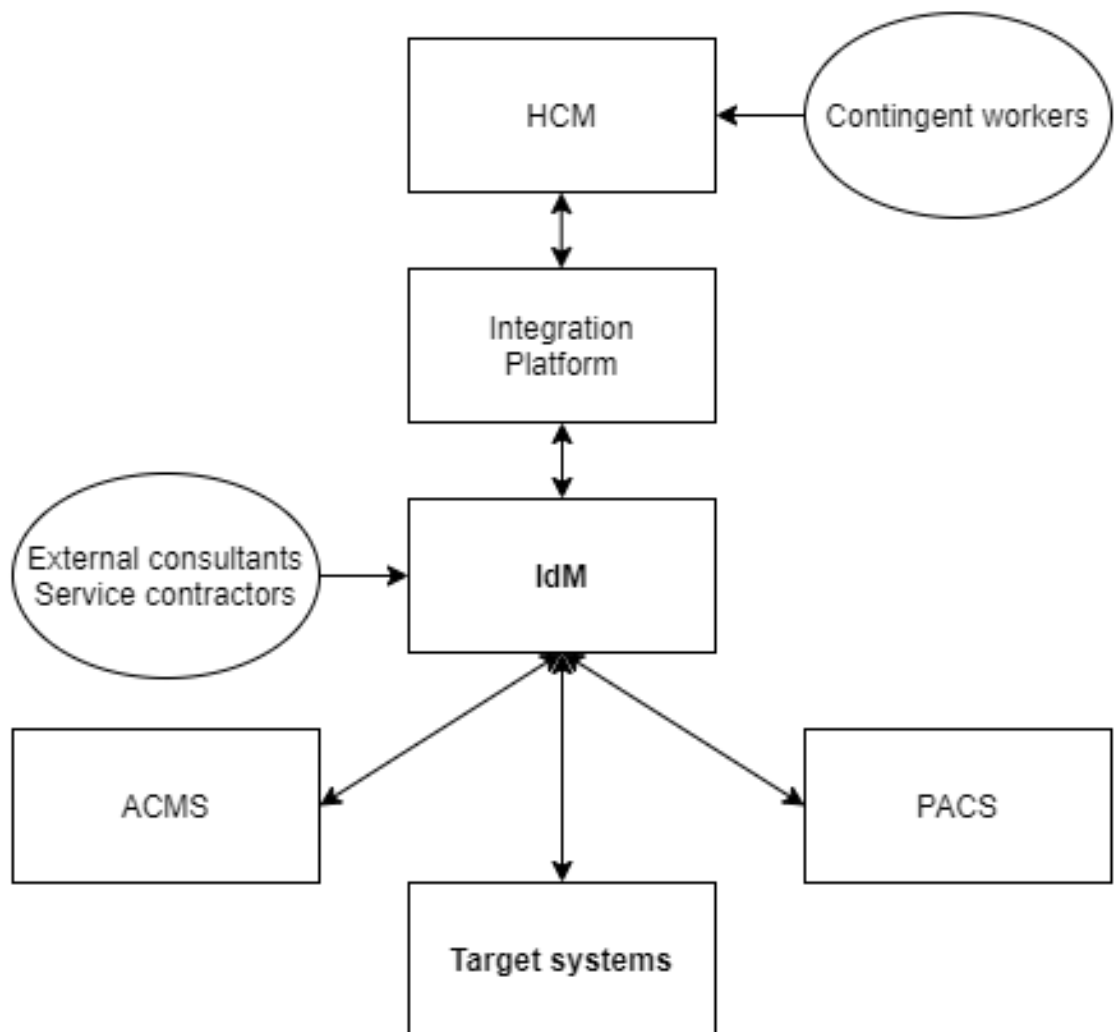 HCM
Contingent workers
Integration
Platform
External consultants
Service contractors
IdM
ACMS
PACS
Target systems